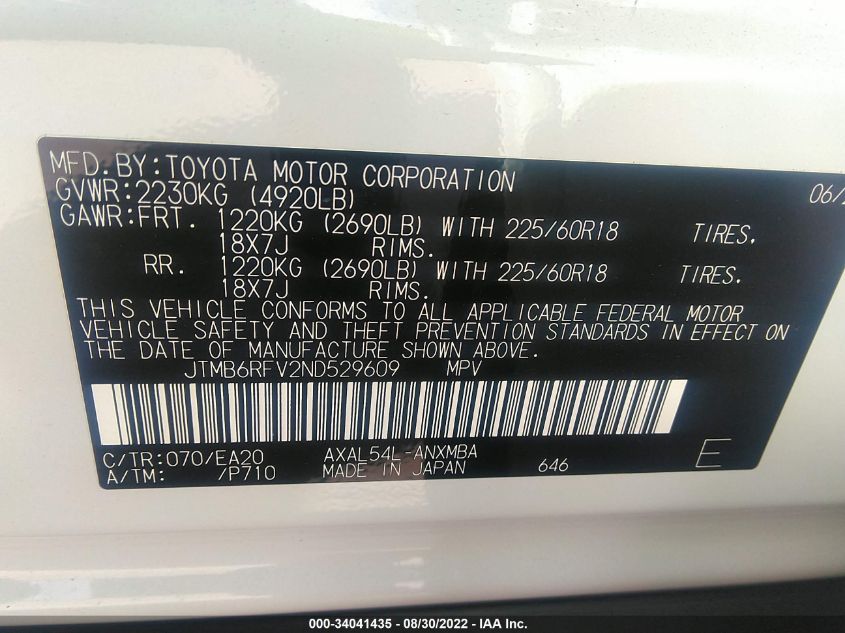 MFD.BY:TOYOTA MOTOR CORPORATION 06/
GVWR:2230KG (4920LB)
GAWR:FRT. 1220KG (2690LB) WITH 225/60R18 TIRES.
18X7J RIMS.
RR. 1220KG (2690LB) WITH 225/60R18 TIRES.
18X7J RIMS.
THIS VEHICLE CONFORMS TO ALL APPLICABLE FEDERAL MOTOR
VEHICLE SAFETY AND THEFT PREVENTION STANDARDS IN EFFECT ON
THE DATE OF MANUFACTURE SHOWN ABOVE.
JTMB6RFV2ND529609 MPV
C/TR:070/EA20 AXAL54L-ANXMBA
A/TM: /P710 MADE IN JAPAN 646 E
000-34041435 - 08/30/2022 - IAA Inc.